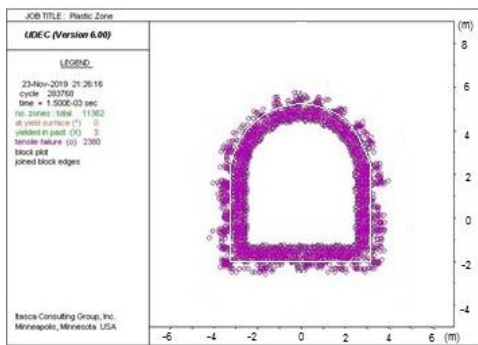 JOB TITLE : Plastic Zone
UDEC (Version 6.00)
LEGEND
23-Nov-2019 21:26:16
cycle 283768
time = 1.500E-03 sec
no. zones : total 11362
at yield surface (*) 0
yielded in past (X) 3
tensile failure (o) 2380
block plot
joined block edges
Itasca Consulting Group, Inc.
Minneapolis, Minnesota USA
(m)
8
6
4
2
0
-2
-4
-6 -4 -2 0 2 4 6 (m)